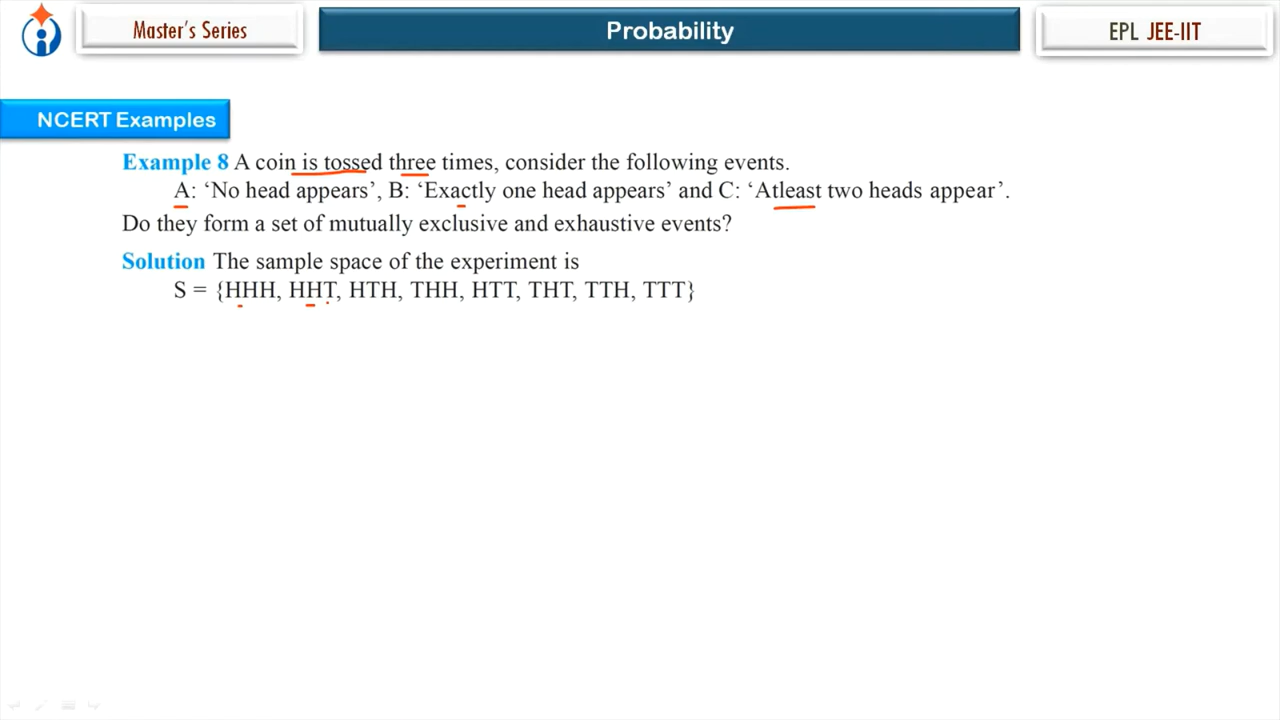 Master's Series
Probability
EPL JEE-IIT
NCERT Examples
Example 8 A coin is tossed three times, consider the following events.
A: ‘No head appears’, B: ‘Exactly one head appears’ and C: ‘Atleast two heads appear’.
Do they form a set of mutually exclusive and exhaustive events?
Solution The sample space of the experiment is
S = {HHH, HHT, HTH, THH, HTT, THT, TTH, TTT}